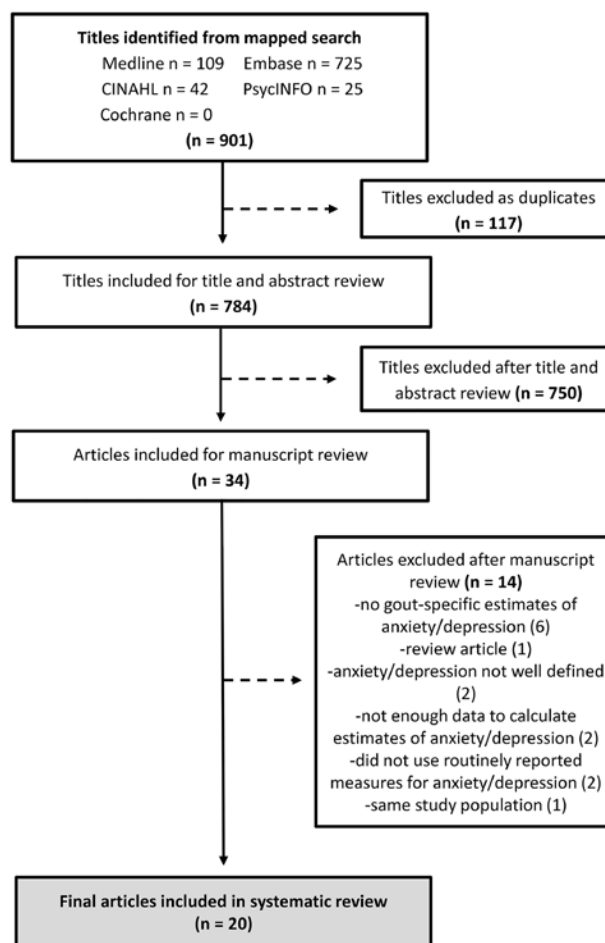 Titles identified from mapped search
Medline n = 109 Embase n = 725
CINAHL n = 42 PsycINFO n = 25
Cochrane n = 0
(n = 901)
Titles excluded as duplicates
(n = 117)
Titles included for title and abstract review
(n = 784)
Titles excluded after title and
abstract review (n = 750)
Articles included for manuscript review
(n = 34)
Articles excluded after manuscript
review (n = 14)
-no gout-specific estimates of
anxiety/depression (6)
-review article (1)
-anxiety/depression not well defined
(2)
-not enough data to calculate
estimates of anxiety/depression (2)
-did not use routinely reported
measures for anxiety/depression (2)
-same study population (1)
Final articles included in systematic review
(n = 20)